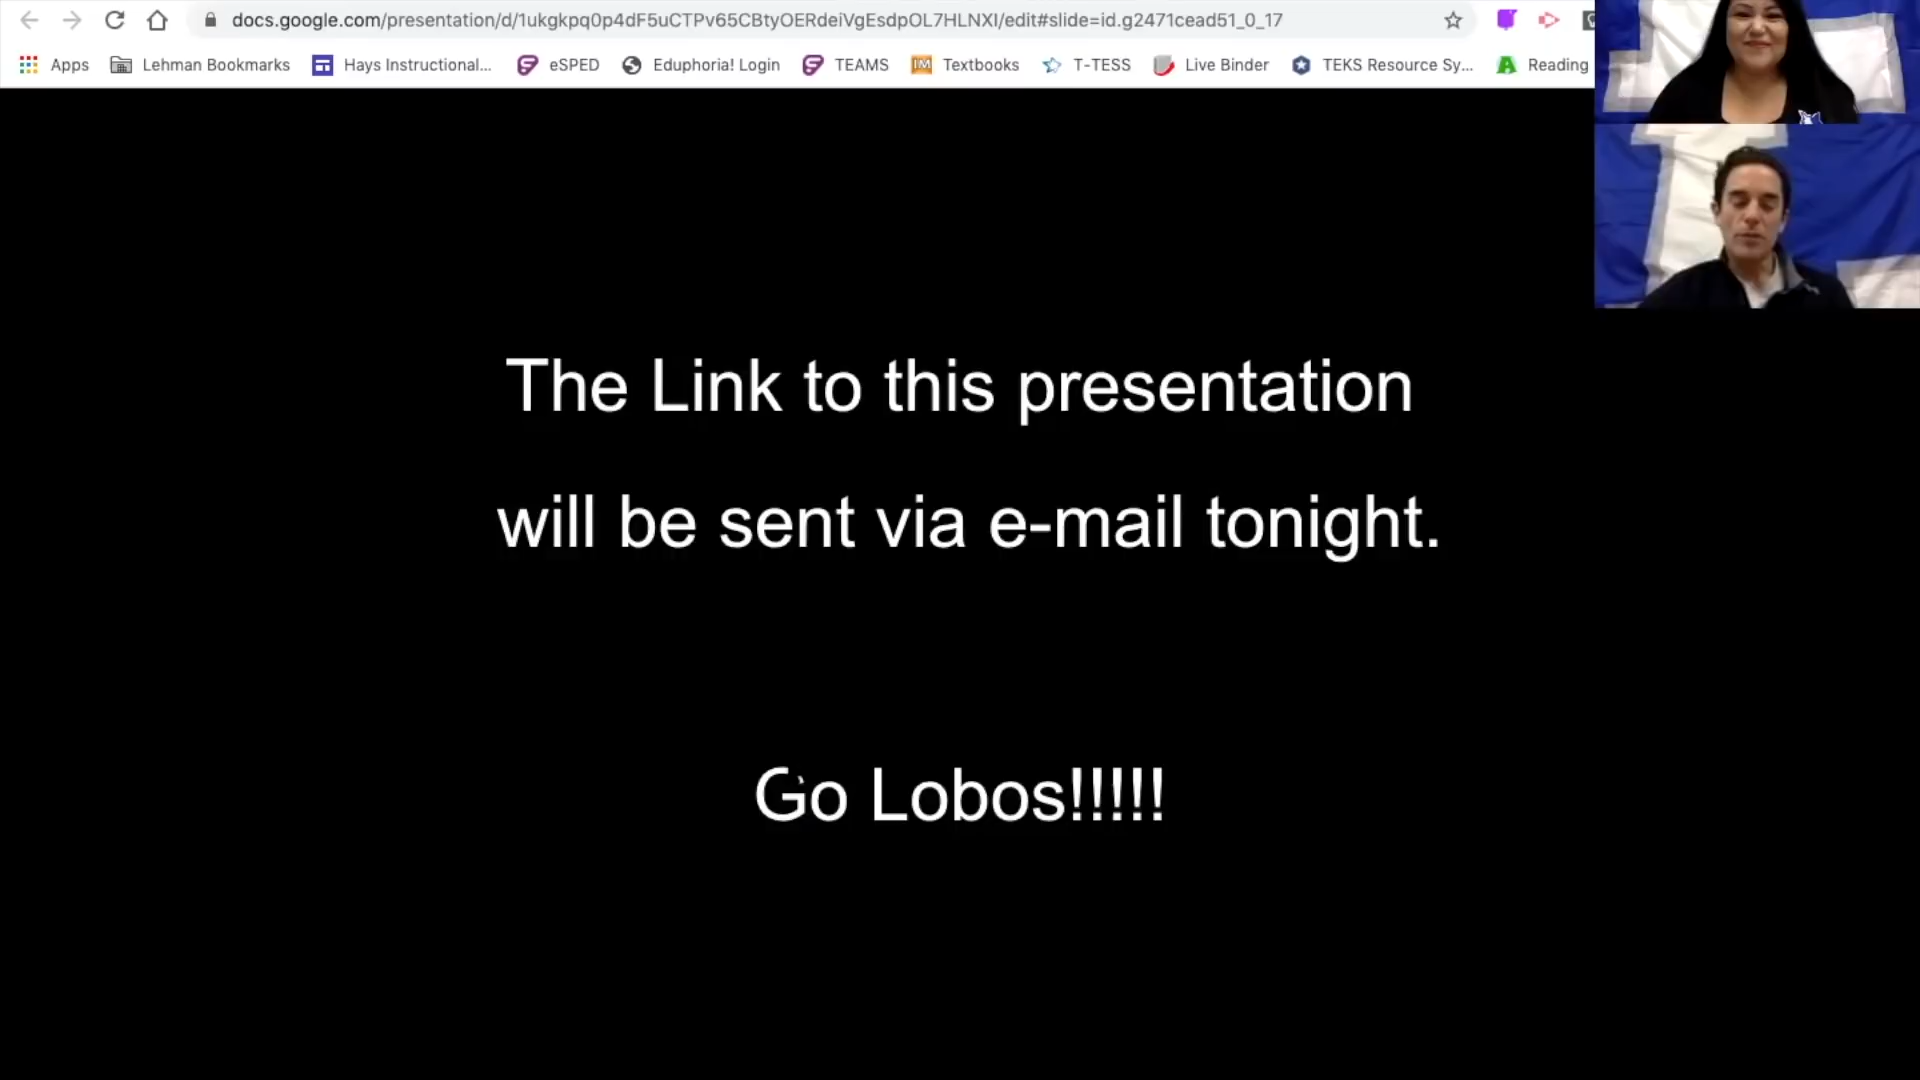 docs.google.com/presentation/d/1ukgkpq0p4dF5uCTPv65CBtyOERdeiVgEsdpOL7HLNXI/edit#slide=id.g2471cead51_0_17
Apps Lehman Bookmarks Hays Instructional... eSPED Eduphoria! Login TEAMS IM Textbooks T-TESS Live Binder TEKS Resource Sy... Reading
The Link to this presentation
will be sent via e-mail tonight.
Go Lobos!!!!!